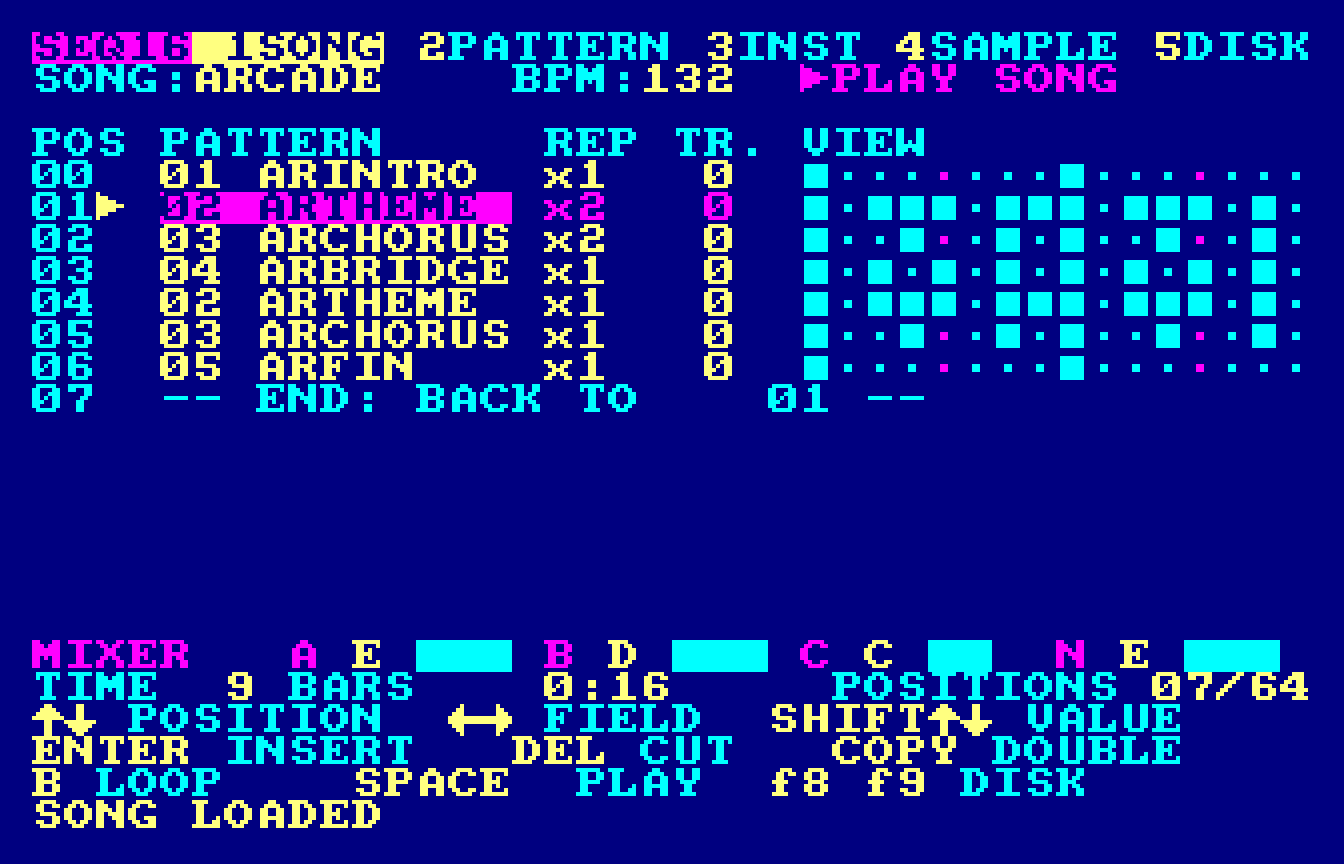 SEQ16 1SONG 2PATTERN 3INST 4SAMPLE 5DISK
SONG:ARCADE BPM:132 ►PLAY SONG
POS PATTERN REP TR. VIEW
00 01 ARINTRO x1 0
01► 02 ARTHEME x2 0
02 03 ARCHORUS x2 0
03 04 ARBRIDGE x1 0
04 02 ARTHEME x1 0
05 03 ARCHORUS x1 0
06 05 ARFIN x1 0
07 -- END: BACK TO 01 --
MIXER A E B D C C N E
TIME 9 BARS 0:16 POSITIONS 07/64
↑↓ POSITION ↔ FIELD SHIFT↑↓ VALUE
ENTER INSERT DEL CUT COPY DOUBLE
B LOOP SPACE PLAY f8 f9 DISK
SONG LOADED